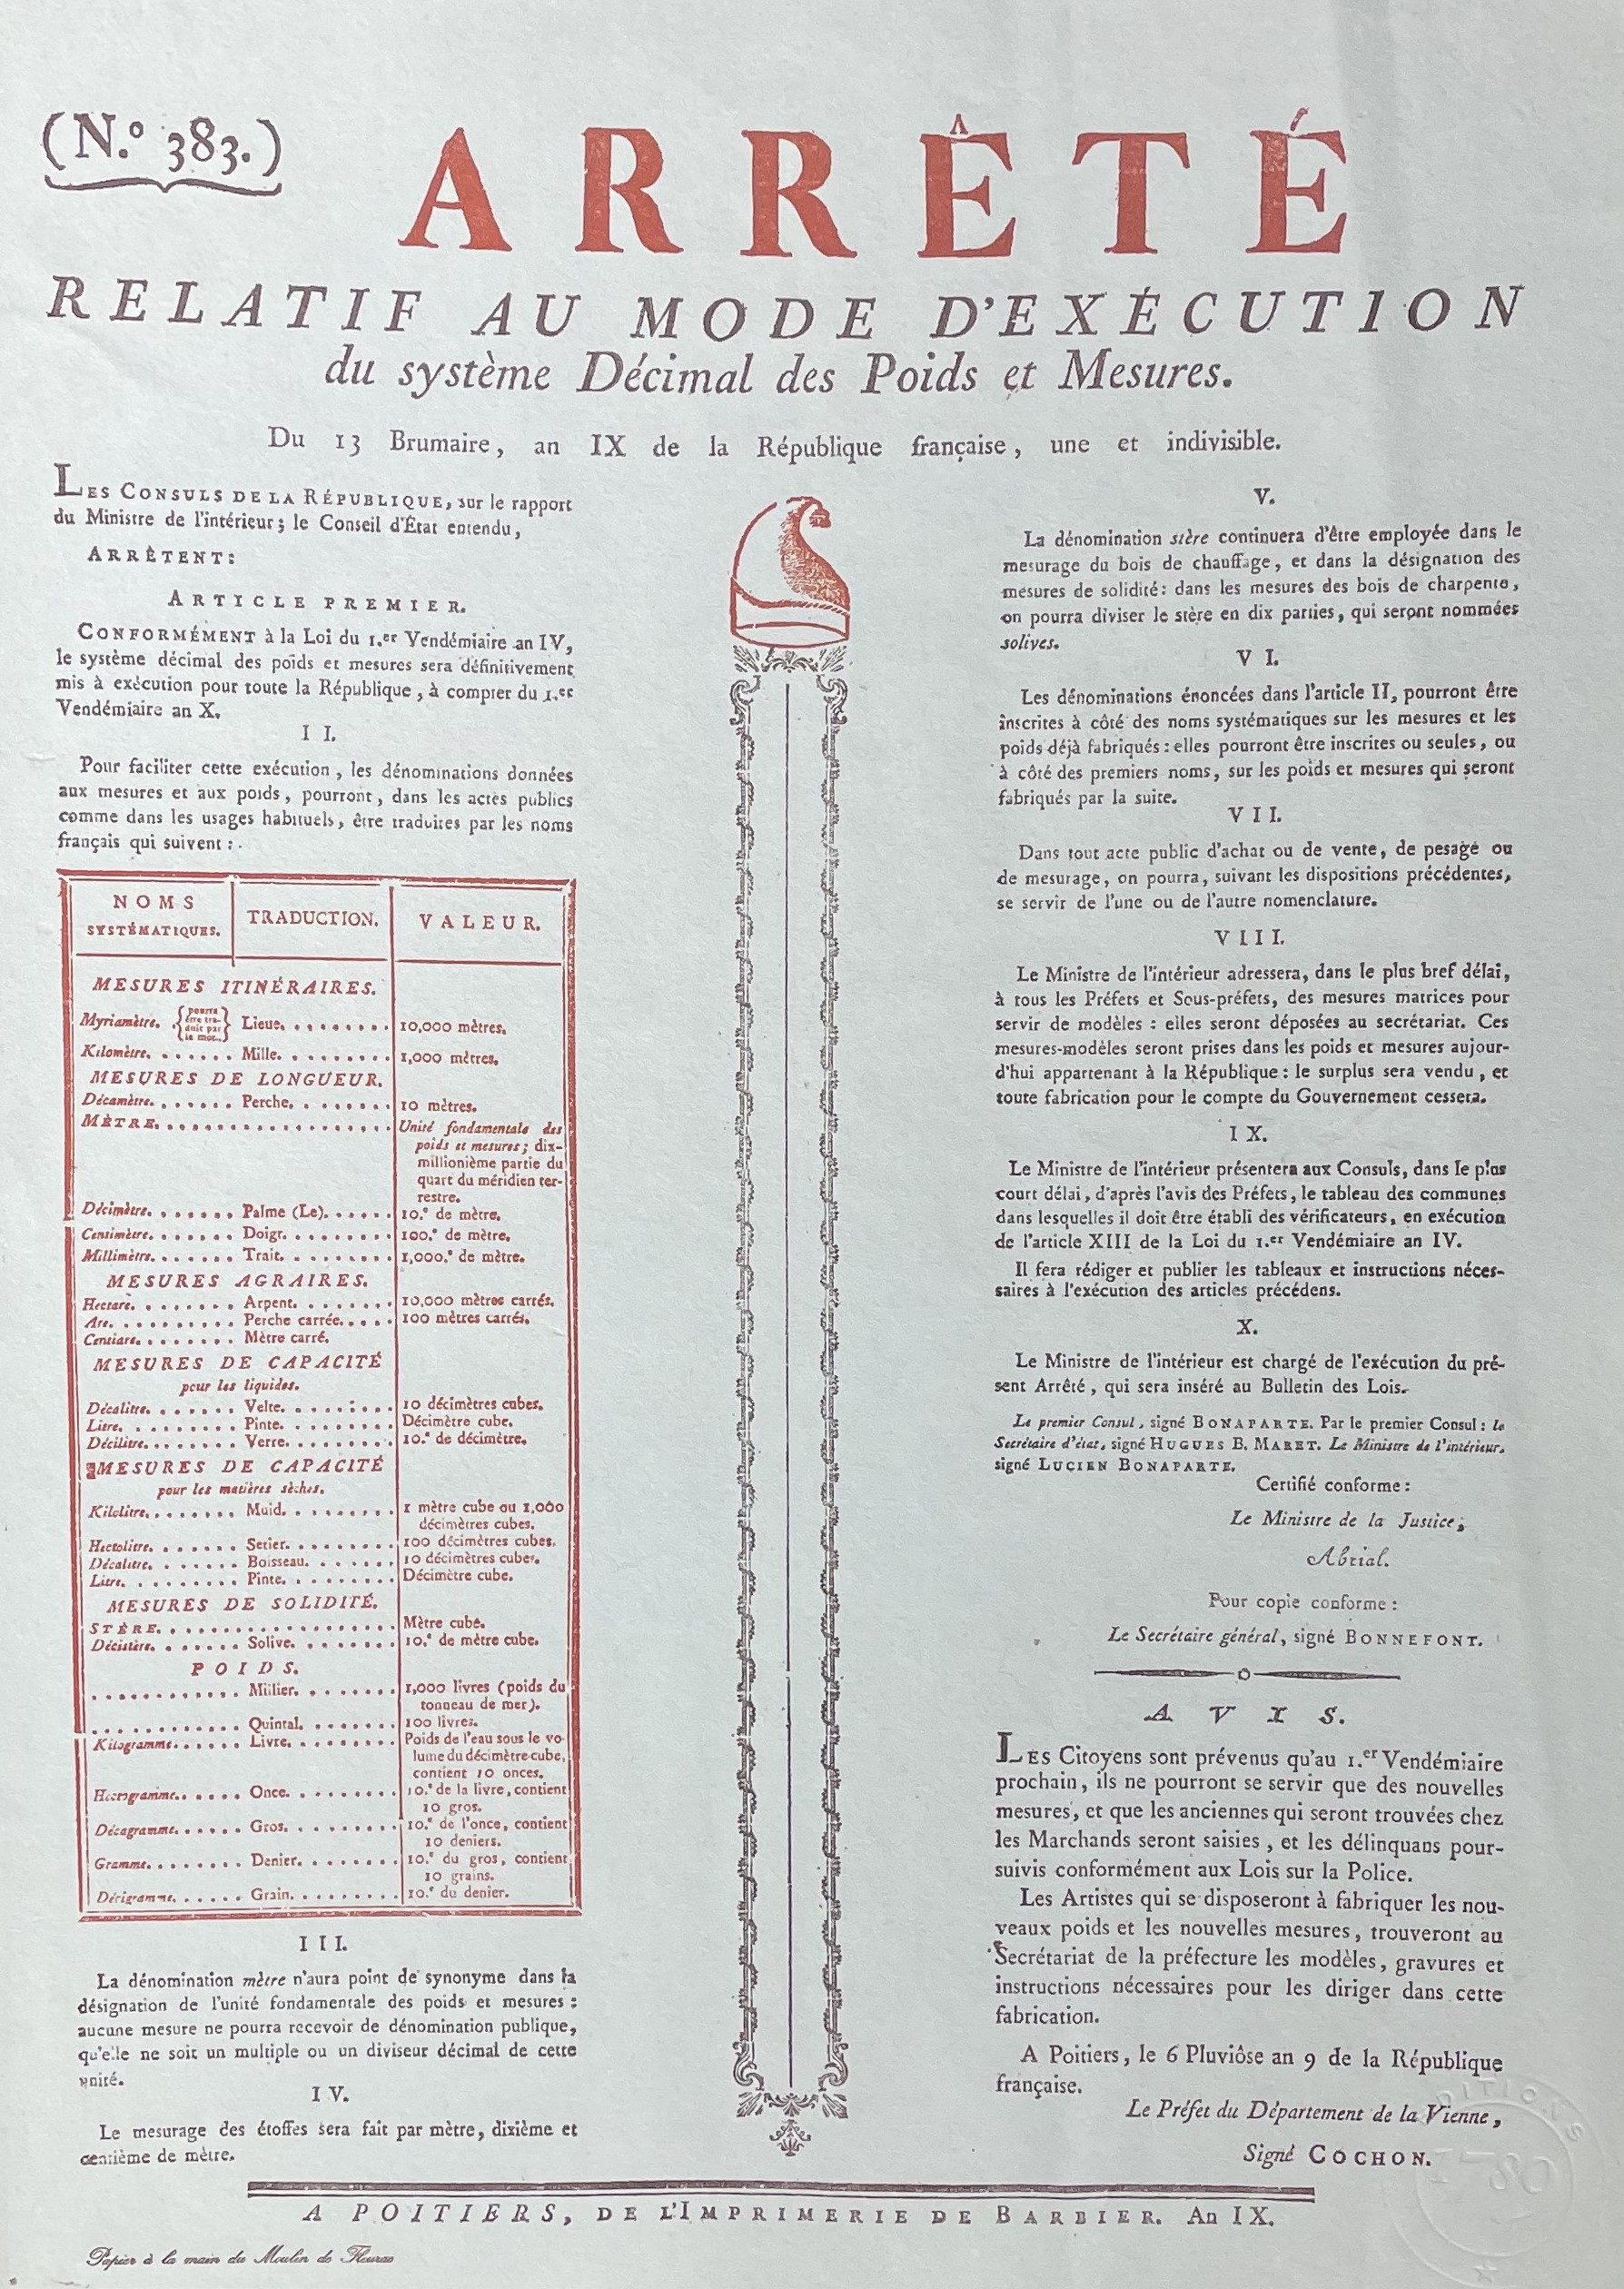 (N.º 383.)
ARRÊTÉ
RELATIF AU MODE D'EXÉCUTION
du système Décimal des Poids et Mesures.
Du 13 Brumaire, an IX de la République française, une et indivisible.
LES CONSULS DE LA RÉPUBLIQUE, sur le rapport
du Ministre de l'intérieur; le Conseil d'État entendu,
ARRÊTENT:
ARTICLE PREMIER.
CONFORMÉMENT à la Loi du 1.er Vendémiaire an IV,
le système décimal des poids et mesures sera définitivement
mis à exécution pour toute la République, à compter du 1.er
Vendémiaire an X.
II.
Pour faciliter cette exécution, les dénominations données
aux mesures et aux poids, pourront, dans les actes publics
comme dans les usages habituels, être traduites par les noms
français qui suivent:
NOMS SYSTÉMATIQUES. TRADUCTION. VALEUR.
MESURES ITINÉRAIRES.
Myriamètre. {pourra être traduit par le mot.} Lieue. 10,000 mètres.
Kilomètre. Mille. 1,000 mètres.
MESURES DE LONGUEUR.
Décamètre. Perche. 10 mètres.
MÈTRE. Unité fondamentale des
poids et mesures; dix-
millionième partie du
quart du méridien ter-
restre.
Décimètre. Palme (Le). 10.e de mètre.
Centimètre. Doigt. 100.e de mètre.
Millimètre. Trait. 1,000.e de mètre.
MESURES AGRAIRES.
Hectare. Arpent. 10,000 mètres carrés.
Are. Perche carrée. 100 mètres carrés.
Centiare. Mètre carré.
MESURES DE CAPACITÉ
pour les liquides.
Décalitre. Velte. 10 décimètres cubes.
Litre. Pinte. Décimètre cube.
Décilitre. Verre. 10.e de décimètre.
MESURES DE CAPACITÉ
pour les matières sèches.
Kilolitre. Muid. 1 mètre cube ou 1,000
décimètres cubes.
Hectolitre. Setier. 100 décimètres cubes.
Décalitre. Boisseau. 10 décimètres cubes.
Litre. Pinte. Décimètre cube.
MESURES DE SOLIDITÉ.
STÈRE. Mètre cube.
Décistère. Solive. 10.e de mètre cube.
POIDS.
Millier. 1,000 livres (poids du
tonneau de mer).
Quintal. 100 livres.
Kilogramme. Livre. Poids de l'eau sous le vo-
lume du décimètre cube,
contient 10 onces.
Hectogramme. Once. 10.e de la livre, contient
10 gros.
Décagramme. Gros. 10.e de l'once, contient
10 deniers.
Gramme. Denier. 10.e du gros, contient
10 grains.
Décigramme. Grain. 10.e du denier.
III.
La dénomination mètre n'aura point de synonyme dans la
désignation de l'unité fondamentale des poids et mesures:
aucune mesure ne pourra recevoir de dénomination publique,
qu'elle ne soit un multiple ou un diviseur décimal de cette
unité.
IV.
Le mesurage des étoffes sera fait par mètre, dixième et
centième de mètre.
V.
La dénomination stère continuera d'être employée dans le
mesurage du bois de chauffage, et dans la désignation des
mesures de solidité: dans les mesures des bois de charpente,
on pourra diviser le stère en dix parties, qui seront nommées
solives.
VI.
Les dénominations énoncées dans l'article II, pourront être
inscrites à côté des noms systématiques sur les mesures et les
poids déjà fabriqués: elles pourront être inscrites ou seules, ou
à côté des premiers noms, sur les poids et mesures qui seront
fabriqués par la suite.
VII.
Dans tout acte public d'achat ou de vente, de pesage ou
de mesurage, on pourra, suivant les dispositions précédentes,
se servir de l'une ou de l'autre nomenclature.
VIII.
Le Ministre de l'intérieur adressera, dans le plus bref délai,
à tous les Préfets et Sous-préfets, des mesures matrices pour
servir de modèles: elles seront déposées au secrétariat. Ces
mesures-modèles seront prises dans les poids et mesures aujour-
d'hui appartenant à la République: le surplus sera vendu, et
toute fabrication pour le compte du Gouvernement cessera.
IX.
Le Ministre de l'intérieur présentera aux Consuls, dans le plus
court délai, d'après l'avis des Préfets, le tableau des communes
dans lesquelles il doit être établi des vérificateurs, en exécution
de l'article XIII de la Loi du 1.er Vendémiaire an IV.
Il fera rédiger et publier les tableaux et instructions néces-
saires à l'exécution des articles précédens.
X.
Le Ministre de l'intérieur est chargé de l'exécution du pré-
sent Arrêté, qui sera inséré au Bulletin des Lois.
Le premier Consul, signé BONAPARTE. Par le premier Consul: le
Secrétaire d'état, signé HUGUES B. MARET. Le Ministre de l'intérieur,
signé LUCIEN BONAPARTE.
Certifié conforme:
Le Ministre de la Justice,
Abrial.
Pour copie conforme:
Le Secrétaire général, signé BONNEFONT.
AVIS.
LES Citoyens sont prévenus qu'au 1.er Vendémiaire
prochain, ils ne pourront se servir que des nouvelles
mesures, et que les anciennes qui seront trouvées chez
les Marchands seront saisies, et les délinquans pour-
suivis conformément aux Lois sur la Police.
Les Artistes qui se disposeront à fabriquer les nou-
veaux poids et les nouvelles mesures, trouveront au
Secrétariat de la préfecture les modèles, gravures et
instructions nécessaires pour les diriger dans cette
fabrication.
A Poitiers, le 6 Pluviôse an 9 de la République
française.
Le Préfet du Département de la Vienne,
Signé COCHON.
A POITIERS, DE L'IMPRIMERIE DE BARBIER. An IX.
Papier à la main du Moulin de Fleurac
ÉDITIONS
1789